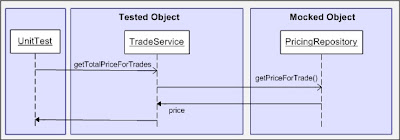 Tested Object
Mocked Object
UnitTest
TradeService
PricingRepository
getTotalPriceForTrades
getPriceForTrade()
price